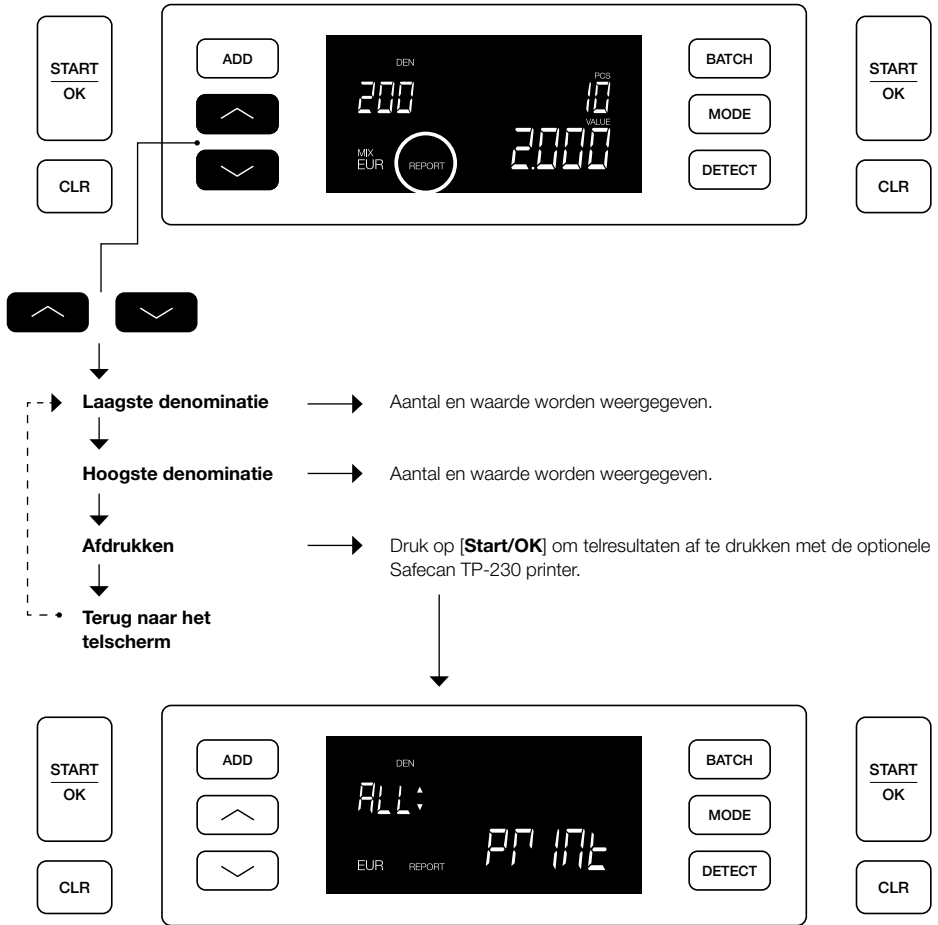 START
OK
CLR
ADD
DEN
200
PCS
10
VALUE
2.000
MIX
EUR
REPORT
BATCH
MODE
DETECT
START
OK
CLR
Laagste denominatie
Aantal en waarde worden weergegeven.
Hoogste denominatie
Aantal en waarde worden weergegeven.
Afdrukken
Druk op [Start/OK] om telresultaten af te drukken met de optionele
Safecan TP-230 printer.
Terug naar het
telscherm
START
OK
CLR
ADD
DEN
ALL:
PrINt
EUR REPORT
BATCH
MODE
DETECT
START
OK
CLR